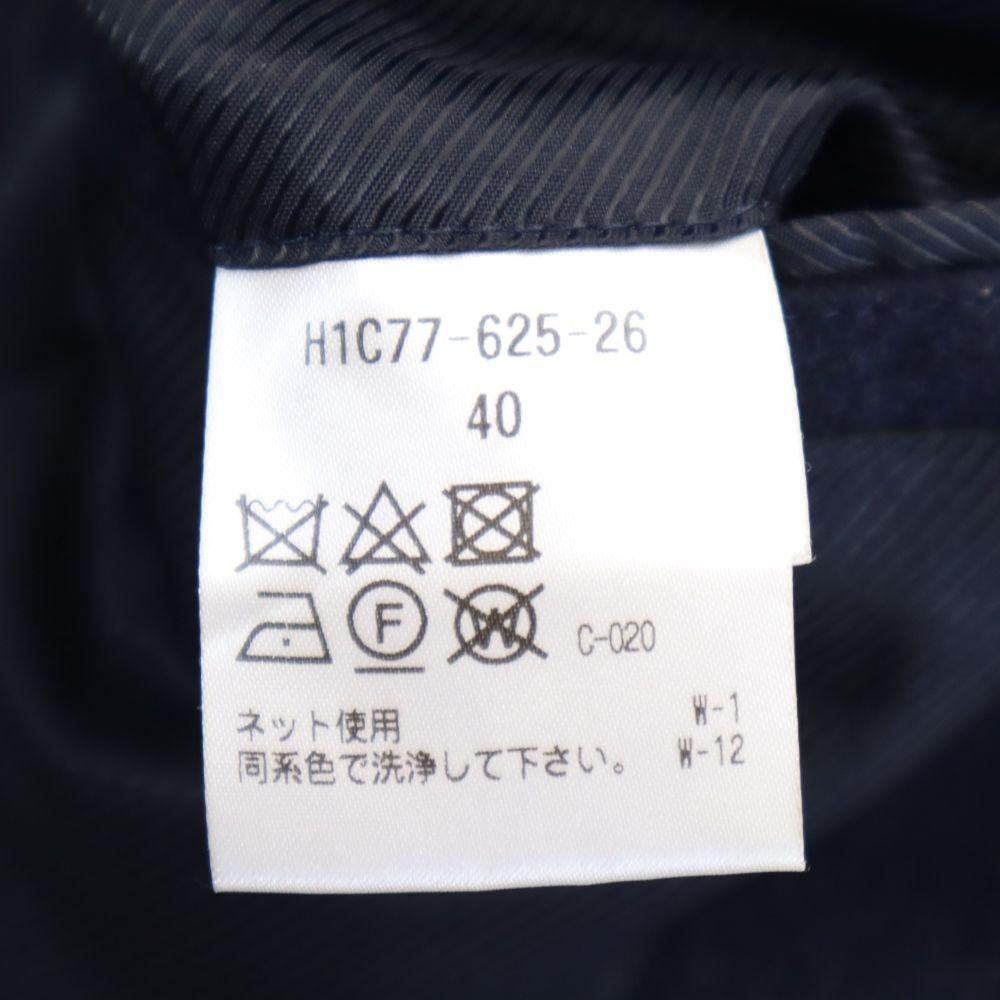 H1C77-625-26
40
F W C-020
ネット使用 W-1
同系色で洗浄して下さい。 W-12